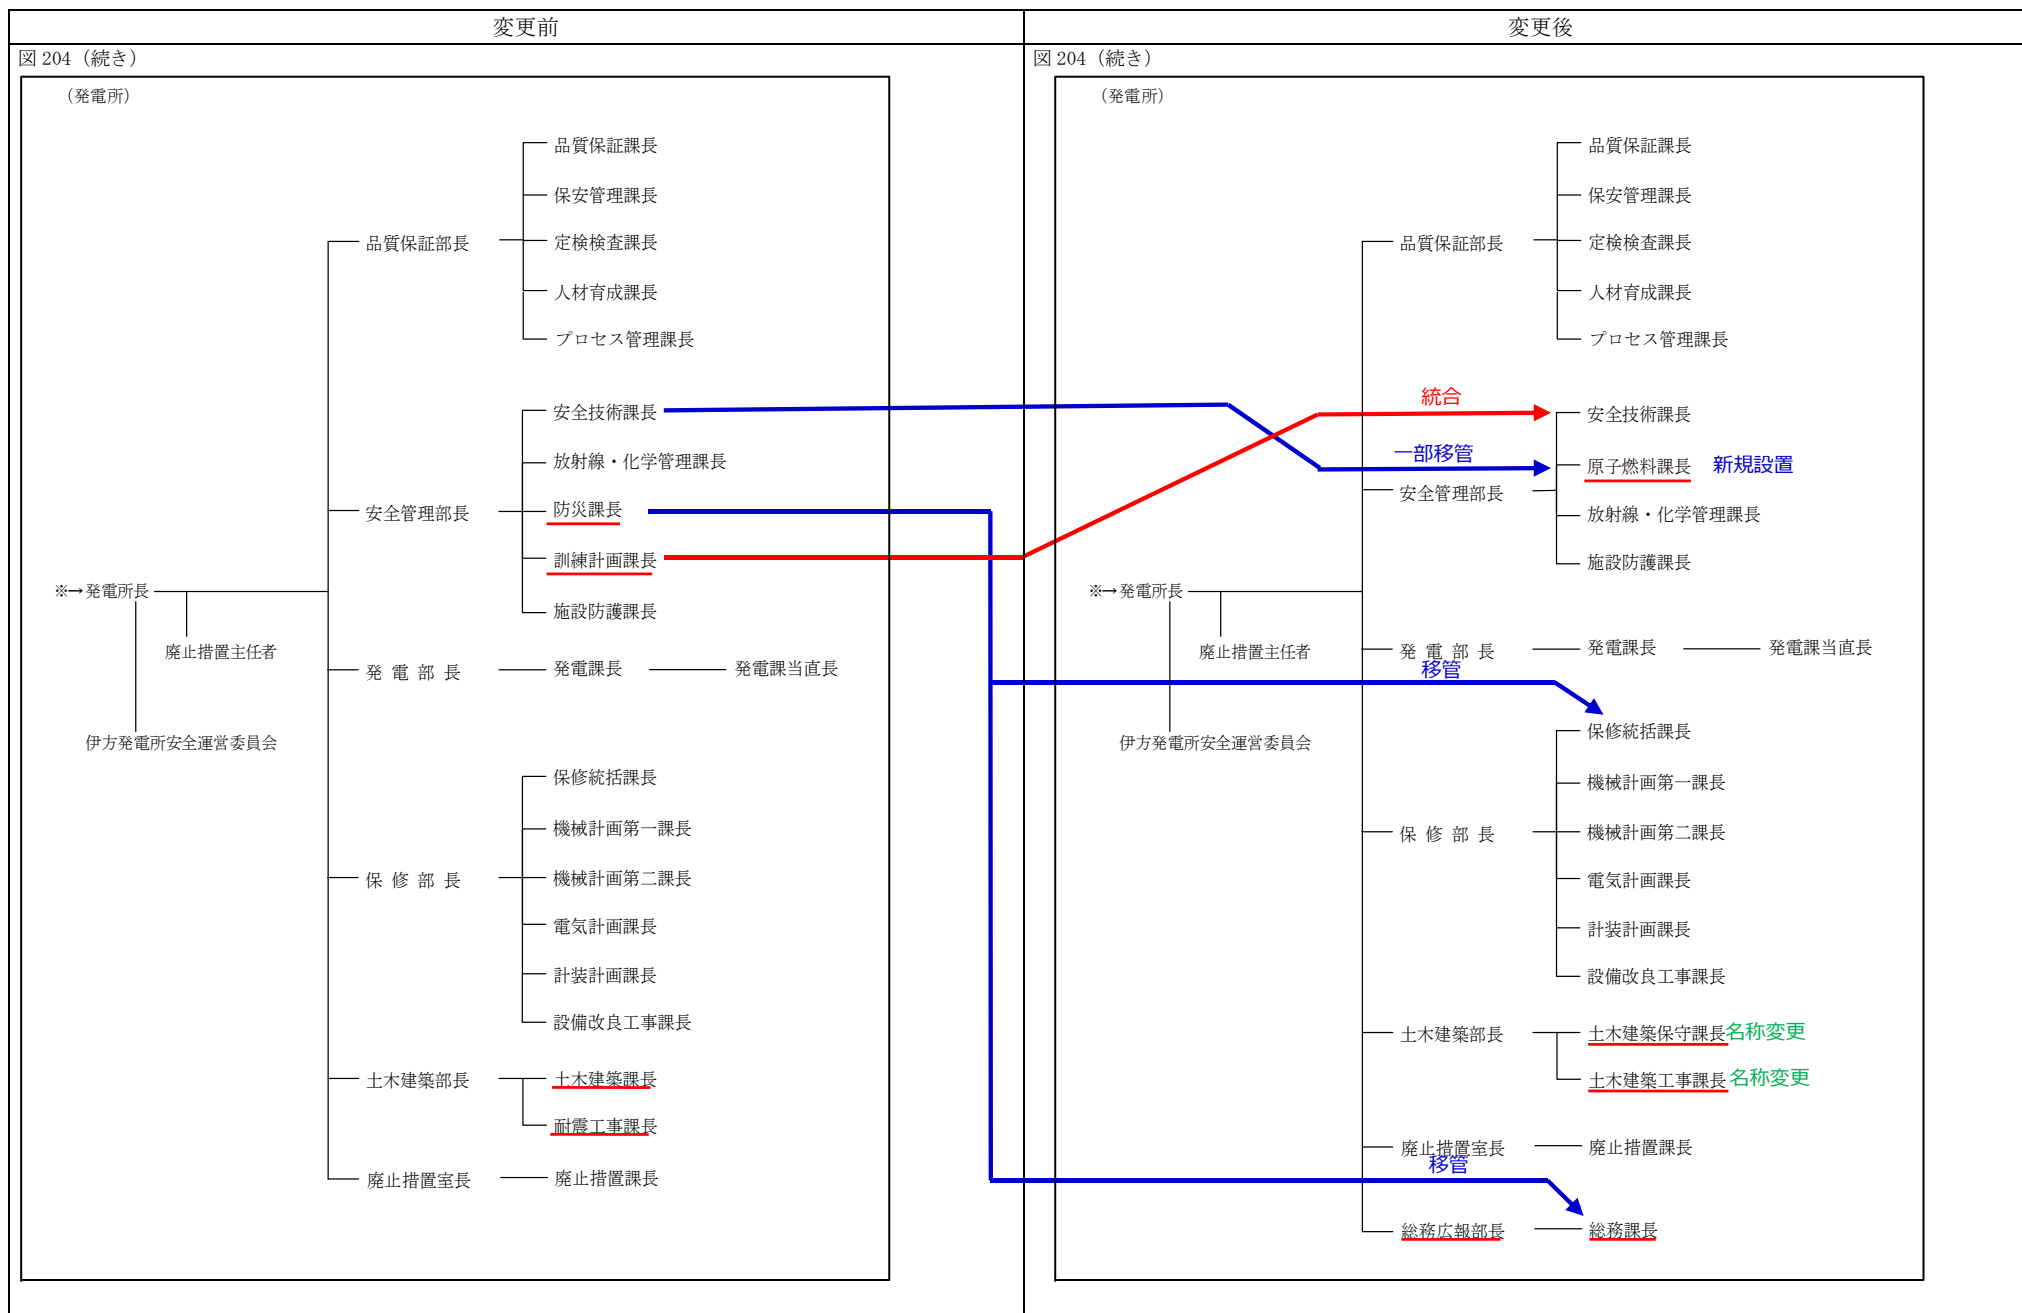 変更前
変更後
図 204（続き）
（発電所）
品質保証課長
保安管理課長
品質保証部長
定検検査課長
人材育成課長
プロセス管理課長
安全技術課長
放射線・化学管理課長
安全管理部長
防災課長
訓練計画課長
施設防護課長
※→発電所長
廃止措置主任者
伊方発電所安全運営委員会
発 電 部 長
発電課長
発電課当直長
保修統括課長
機械計画第一課長
保 修 部 長
機械計画第二課長
電気計画課長
計装計画課長
設備改良工事課長
土木建築部長
土木建築課長
耐震工事課長
廃止措置室長
廃止措置課長
図 204（続き）
（発電所）
品質保証課長
保安管理課長
品質保証部長
定検検査課長
人材育成課長
プロセス管理課長
統合
安全技術課長
一部移管
原子燃料課長 新規設置
安全管理部長
放射線・化学管理課長
施設防護課長
※→発電所長
廃止措置主任者
伊方発電所安全運営委員会
発 電 部 長
発電課長
発電課当直長
移管
保修統括課長
機械計画第一課長
保 修 部 長
機械計画第二課長
電気計画課長
計装計画課長
設備改良工事課長
土木建築部長
土木建築保守課長 名称変更
土木建築工事課長 名称変更
廃止措置室長
廃止措置課長
移管
総務広報部長
総務課長